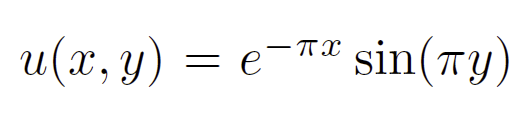 u(x, y) = e^{-πx} sin(πy)